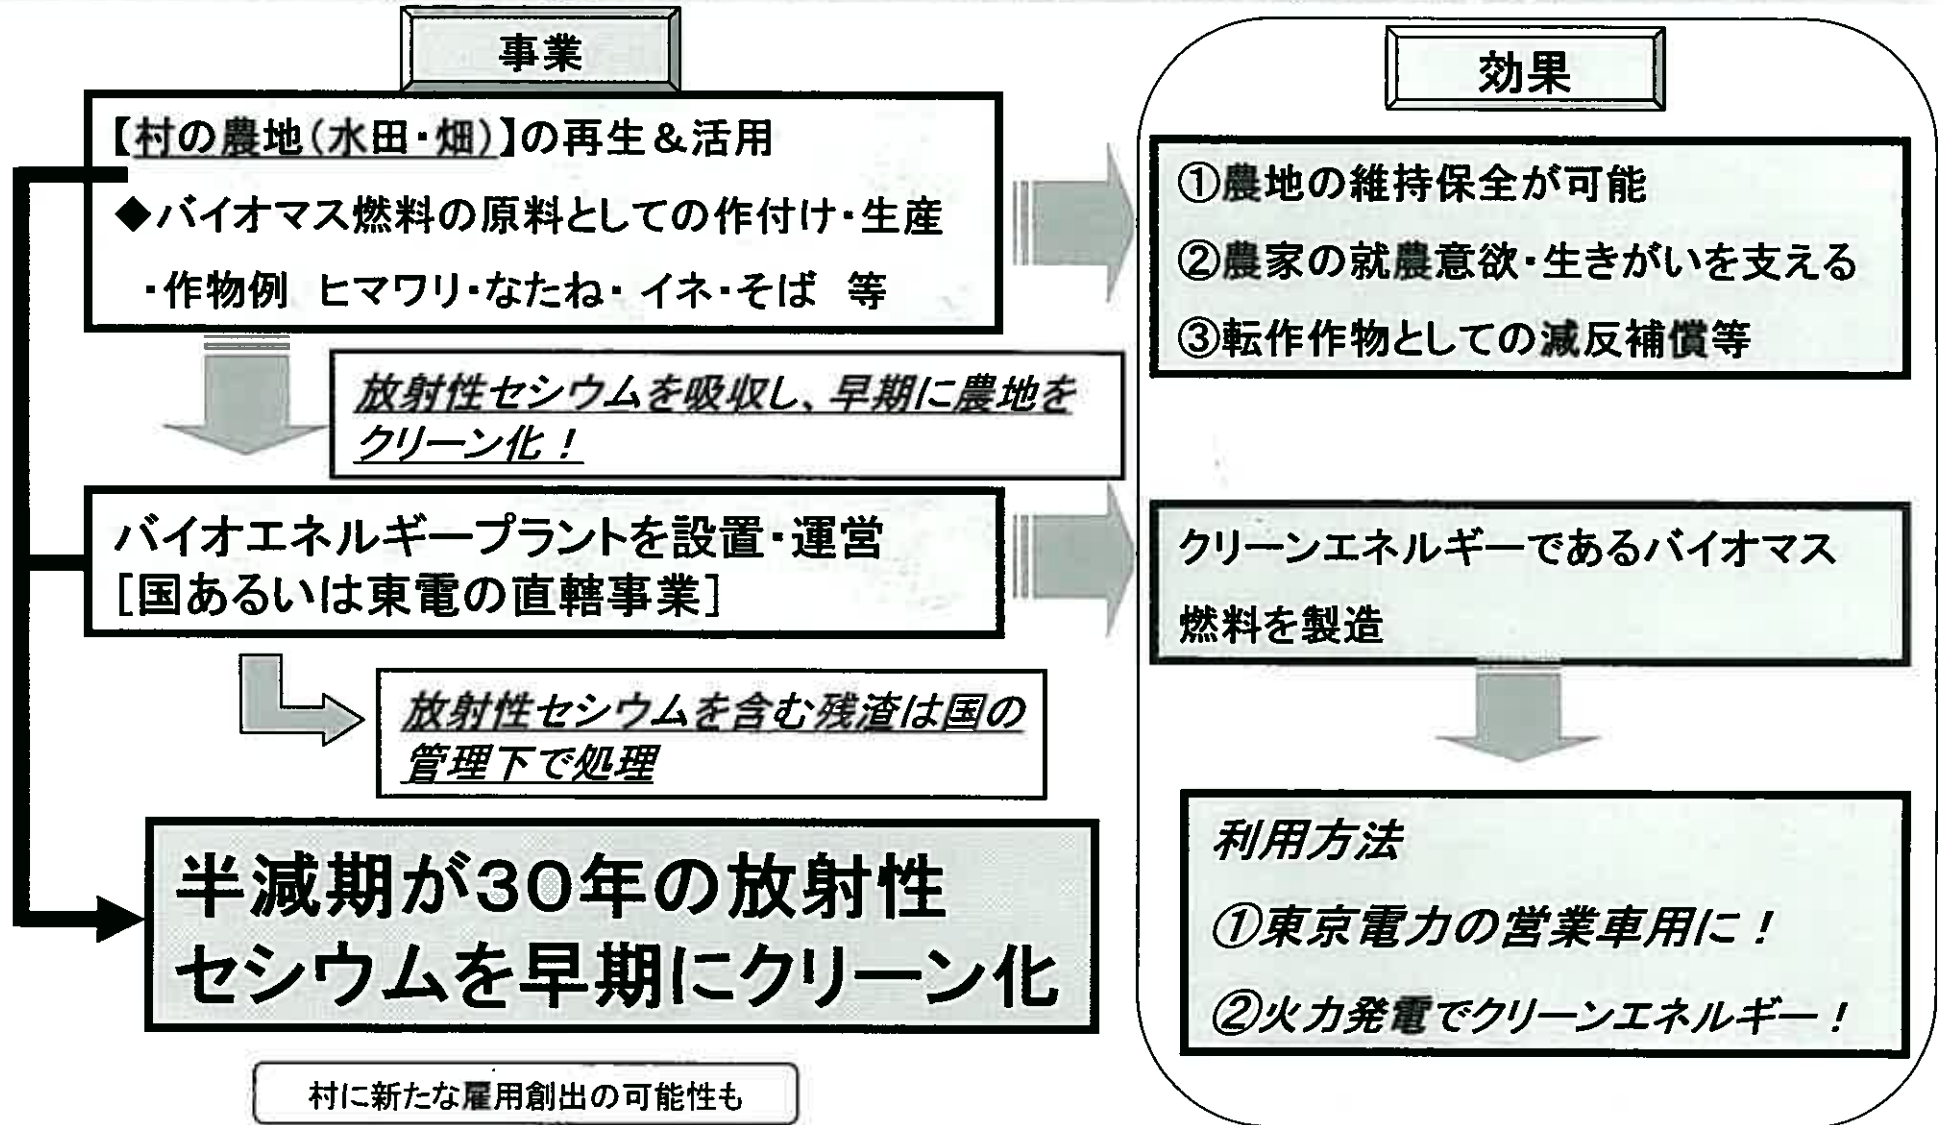 事業
【村の農地(水田・畑)】の再生&活用
◆バイオマス燃料の原料としての作付け・生産
・作物例 ヒマワリ・なたね・イネ・そば 等
放射性セシウムを吸収し、早期に農地を
クリーン化!
バイオエネルギープラントを設置・運営
[国あるいは東電の直轄事業]
放射性セシウムを含む残渣は国の
管理下で処理
半減期が30年の放射性
セシウムを早期にクリーン化
村に新たな雇用創出の可能性も
効果
①農地の維持保全が可能
②農家の就農意欲・生きがいを支える
③転作作物としての減反補償等
クリーンエネルギーであるバイオマス
燃料を製造
利用方法
①東京電力の営業車用に!
②火力発電でクリーンエネルギー!